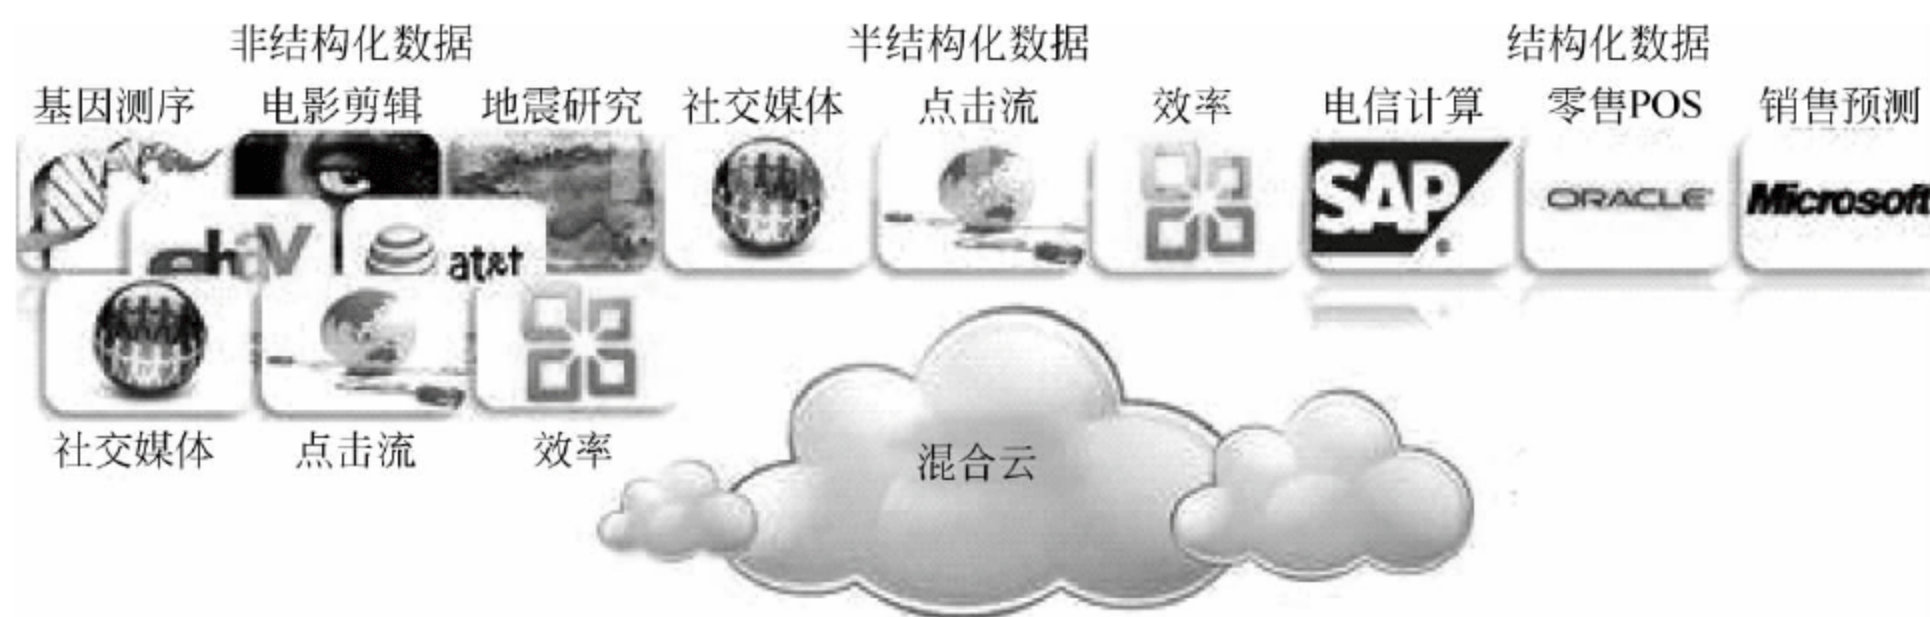 非结构化数据 半结构化数据 结构化数据
基因测序 电影剪辑 地震研究 社交媒体 点击流 效率 电信计算 零售POS 销售预测
SAP ORACLE Microsoft
ebay at&t
社交媒体 点击流 效率
混合云